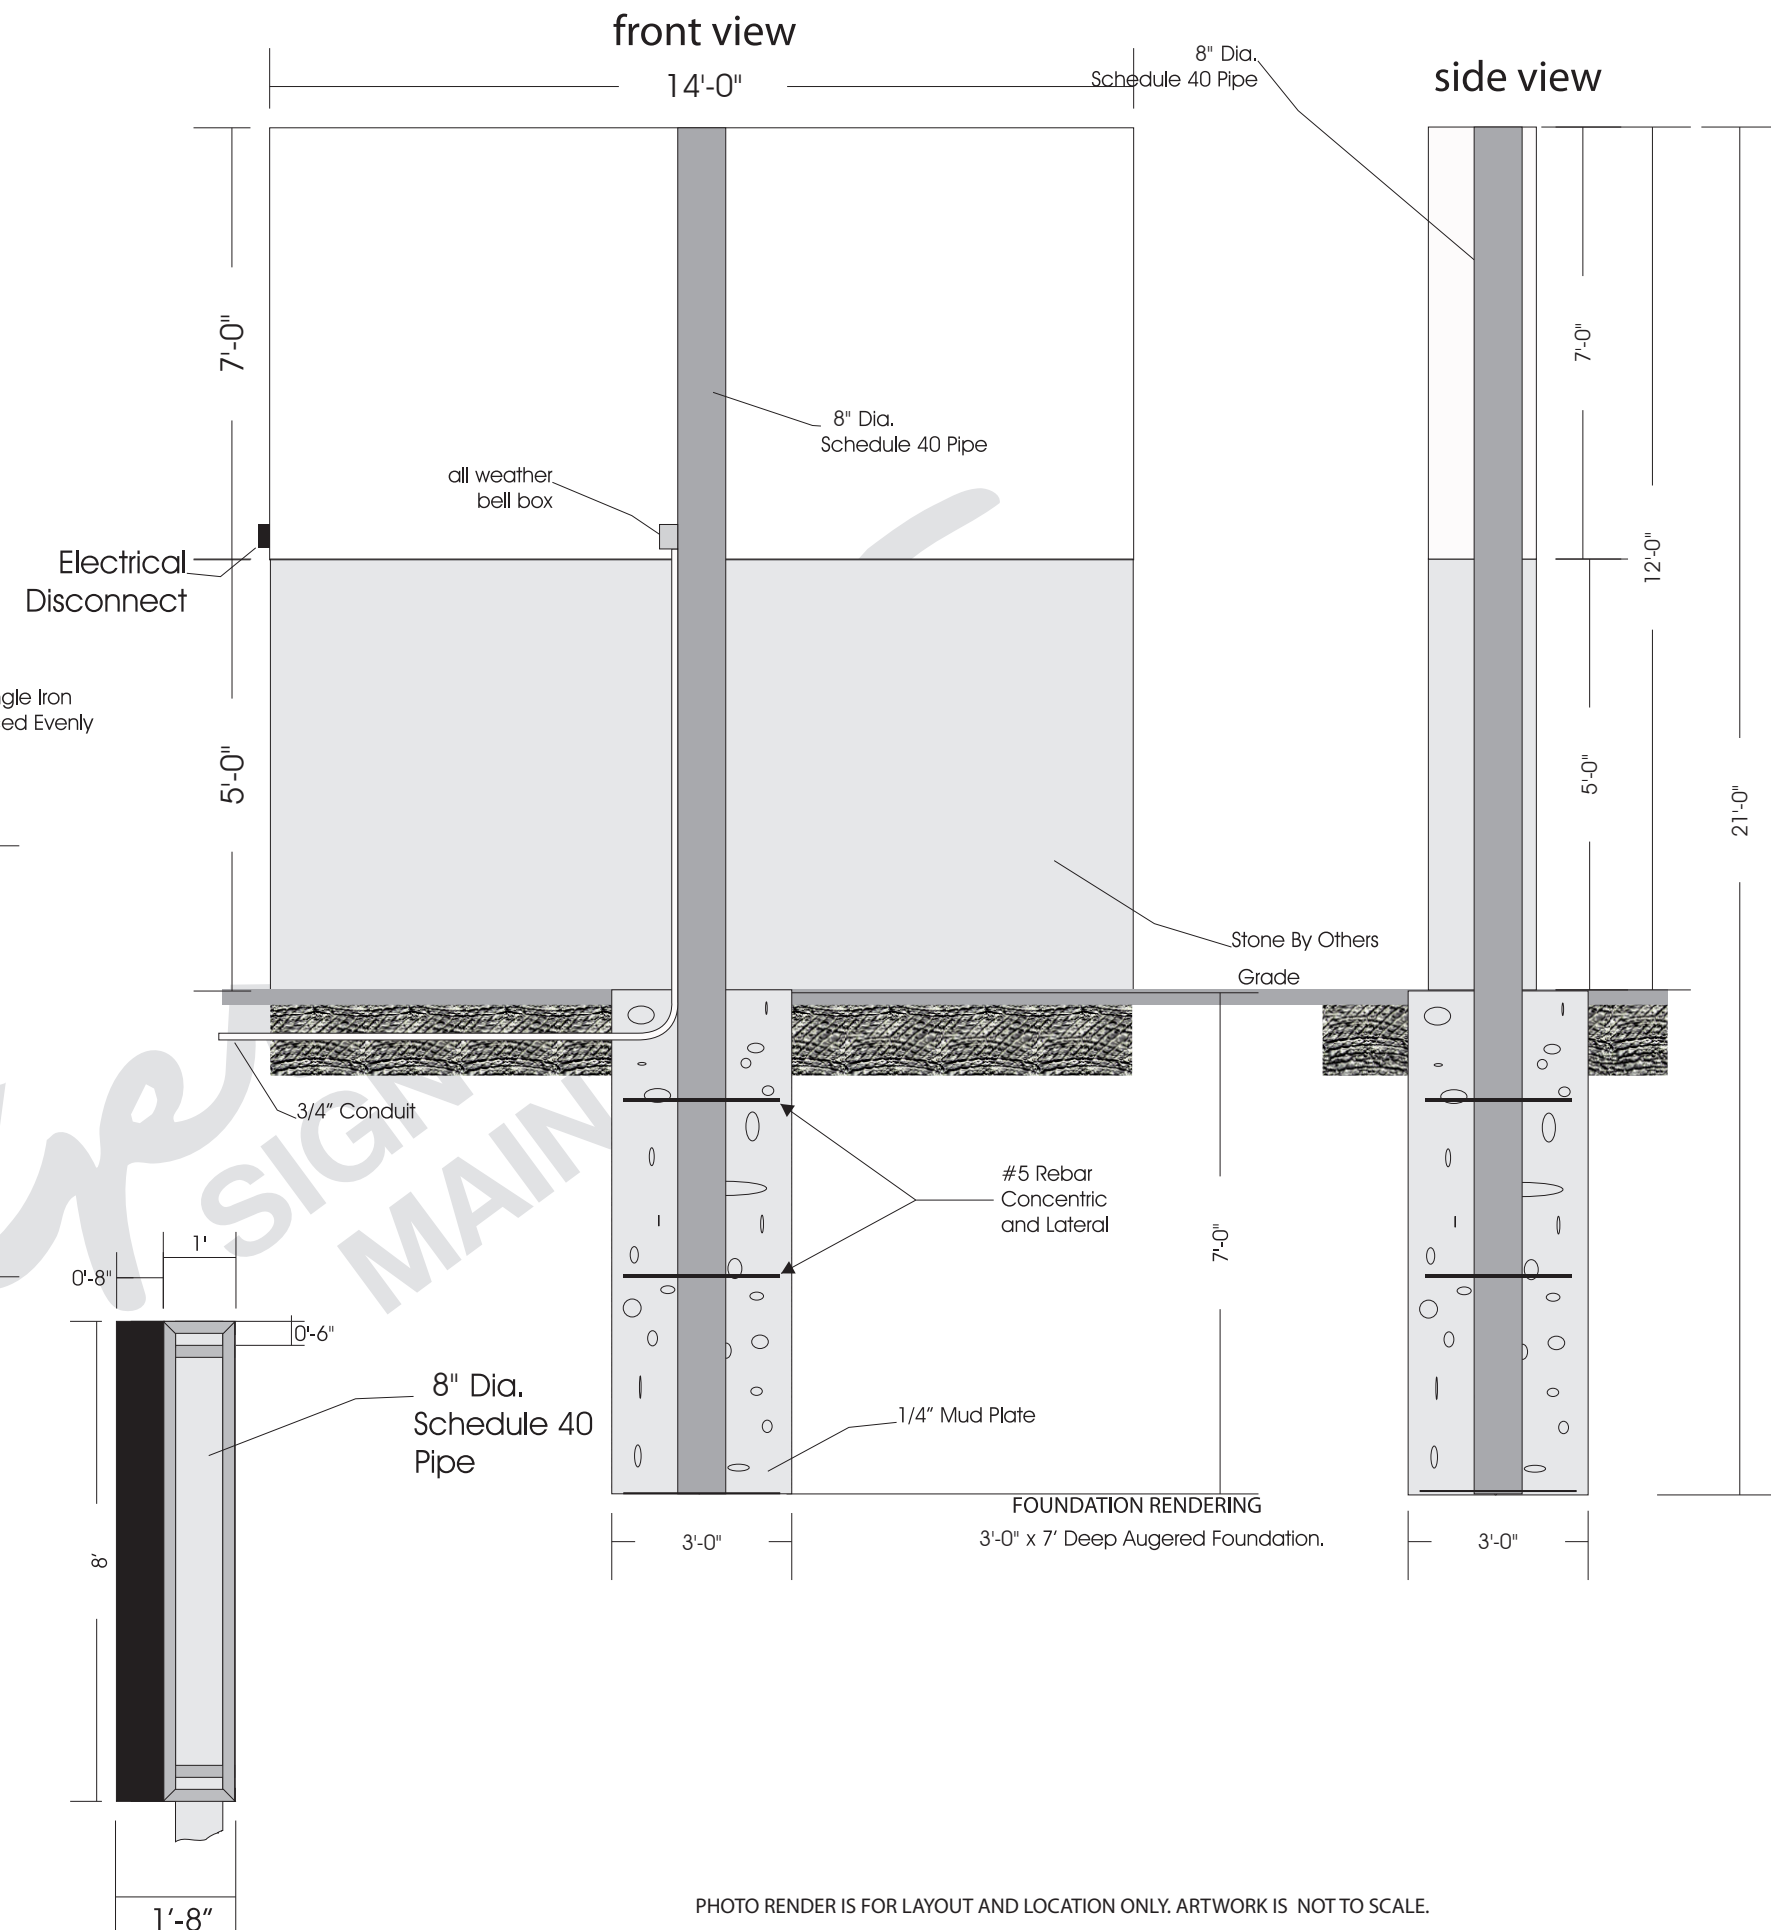 front view
14'-0"
8" Dia.
Schedule 40 Pipe
side view
7'-0"
7'-0"
8" Dia.
Schedule 40 Pipe
all weather
bell box
Electrical
Disconnect
12'-0"
gle Iron
ed Evenly
5'-0"
5'-0"
21'-0"
Stone By Others
Grade
3/4” Conduit
SIGN
MAIN
#5 Rebar
Concentric
and Lateral
7'-0"
1'
0'-8"
0'-6"
8" Dia.
Schedule 40
Pipe
1/4” Mud Plate
FOUNDATION RENDERING
3'-0" x 7’ Deep Augered Foundation.
3'-0"
3'-0"
8’
1’-8”
PHOTO RENDER IS FOR LAYOUT AND LOCATION ONLY. ARTWORK IS NOT TO SCALE.